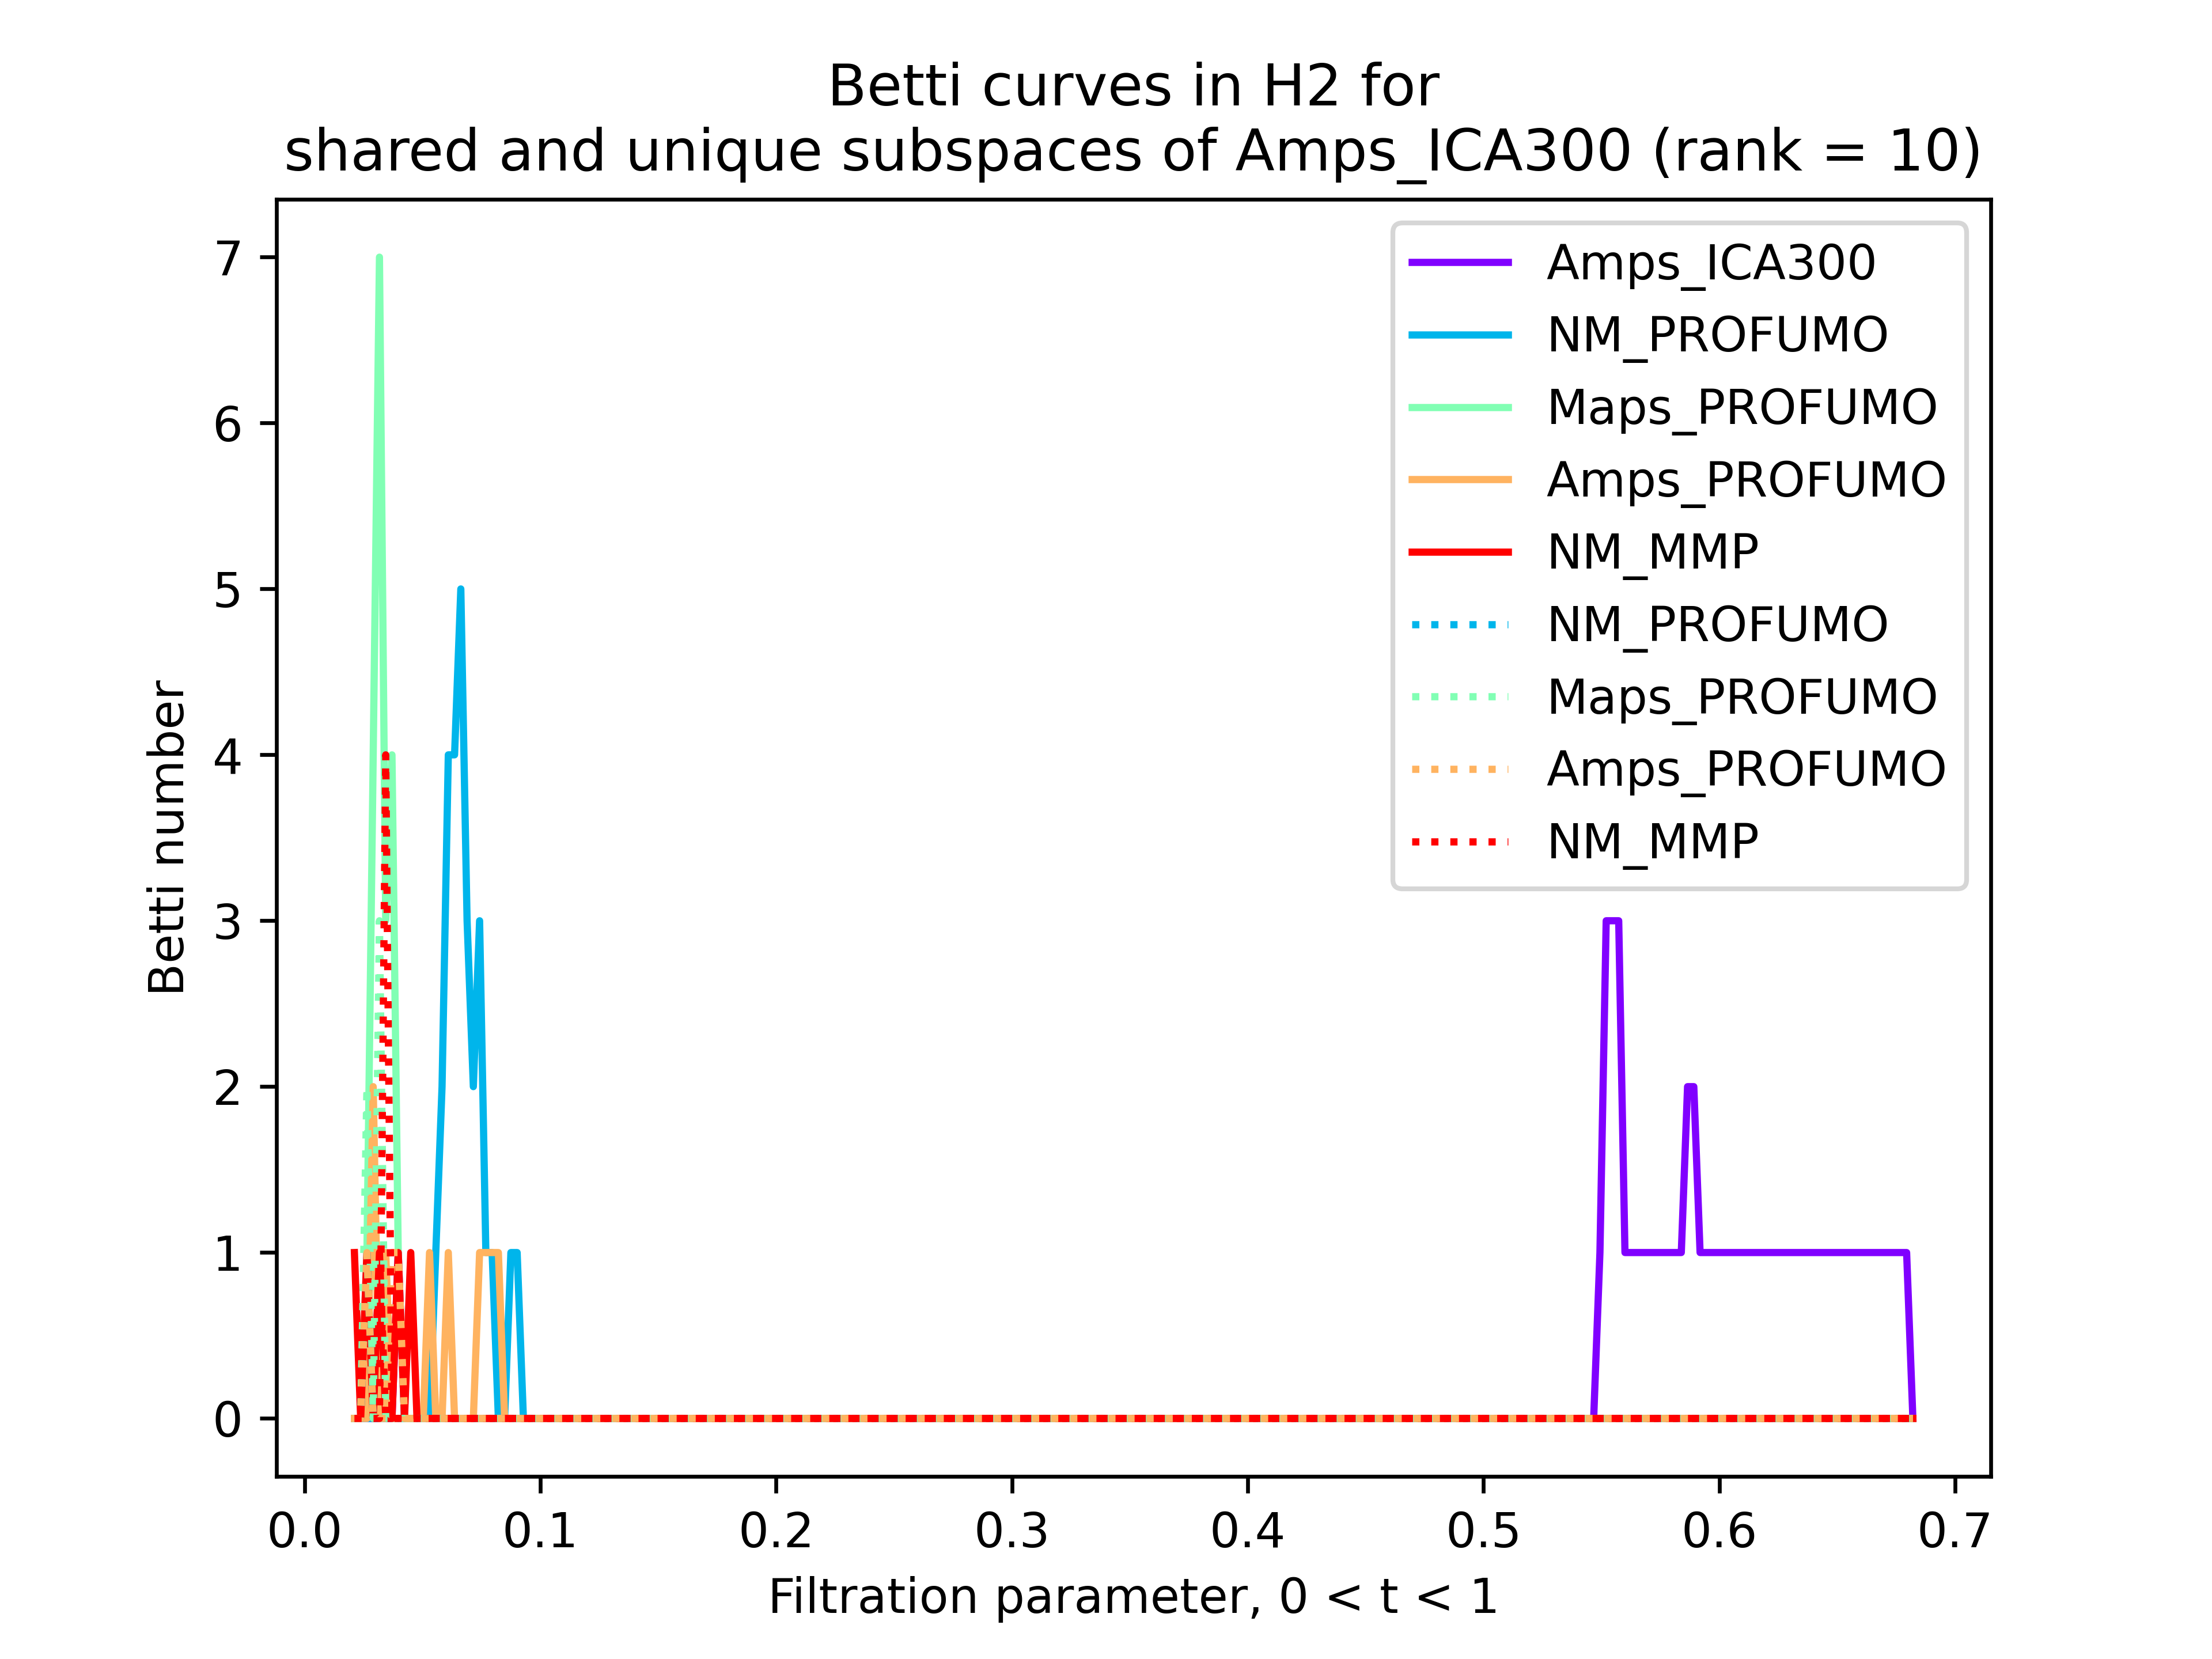 Betti curves in H2 for
shared and unique subspaces of Amps_ICA300 (rank = 10)
7
6
5
4
3
2
1
0
Betti number
Amps_ICA300
NM_PROFUMO
Maps_PROFUMO
Amps_PROFUMO
NM_MMP
NM_PROFUMO
Maps_PROFUMO
Amps_PROFUMO
NM_MMP
0.0 0.1 0.2 0.3 0.4 0.5 0.6 0.7
Filtration parameter, 0 < t < 1